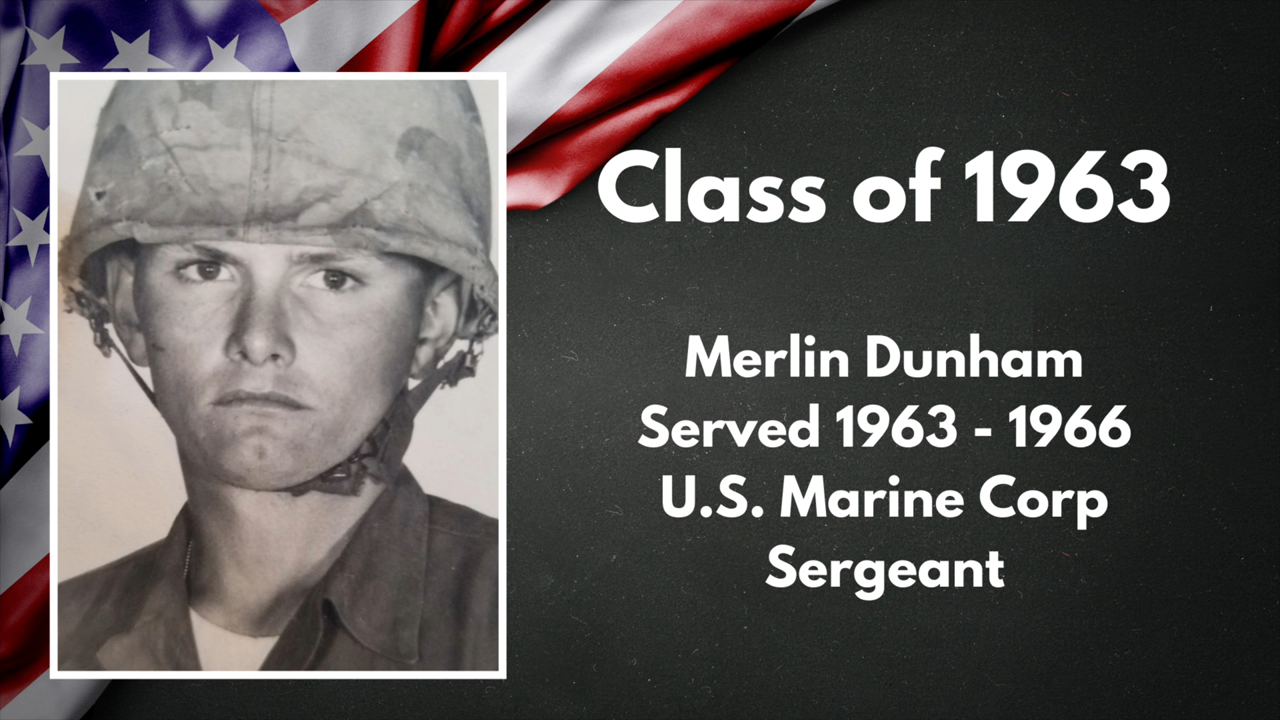 Class of 1963
Merlin Dunham
Served 1963 - 1966
U.S. Marine Corp
Sergeant